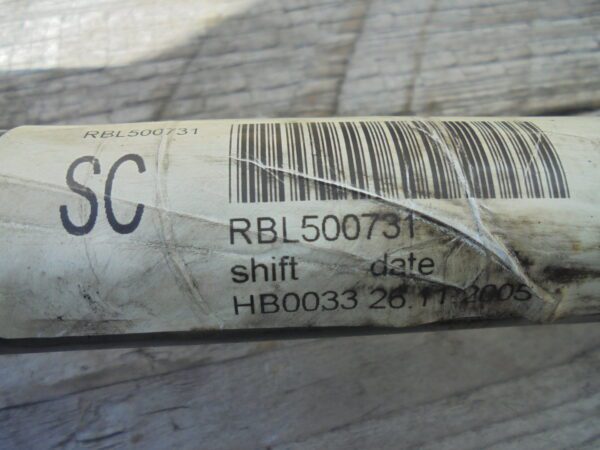 RBL500731
SC
RBL500731
shift date
HB0033 26.11.2005